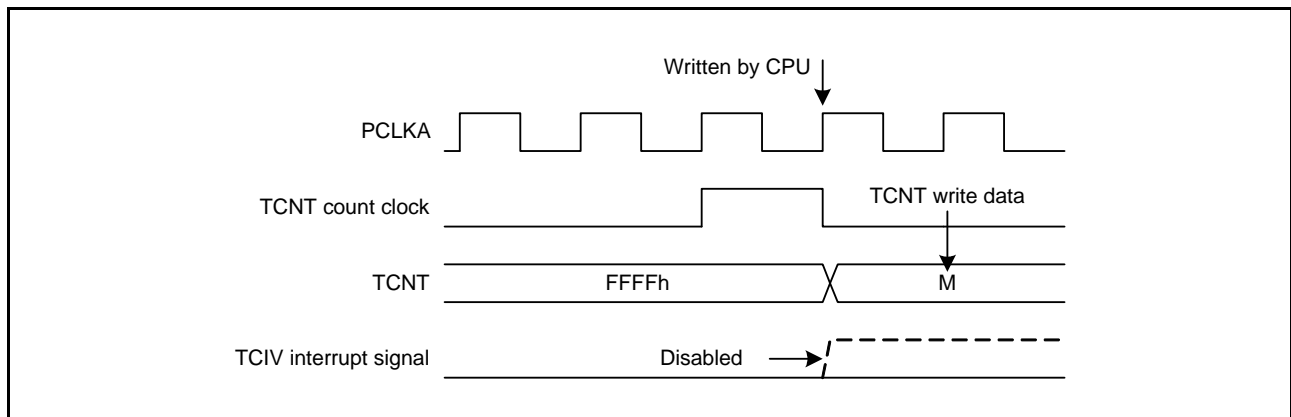 Written by CPU
PCLKA
TCNT count clock
TCNT write data
TCNT
FFFFh
M
TCIV interrupt signal
Disabled